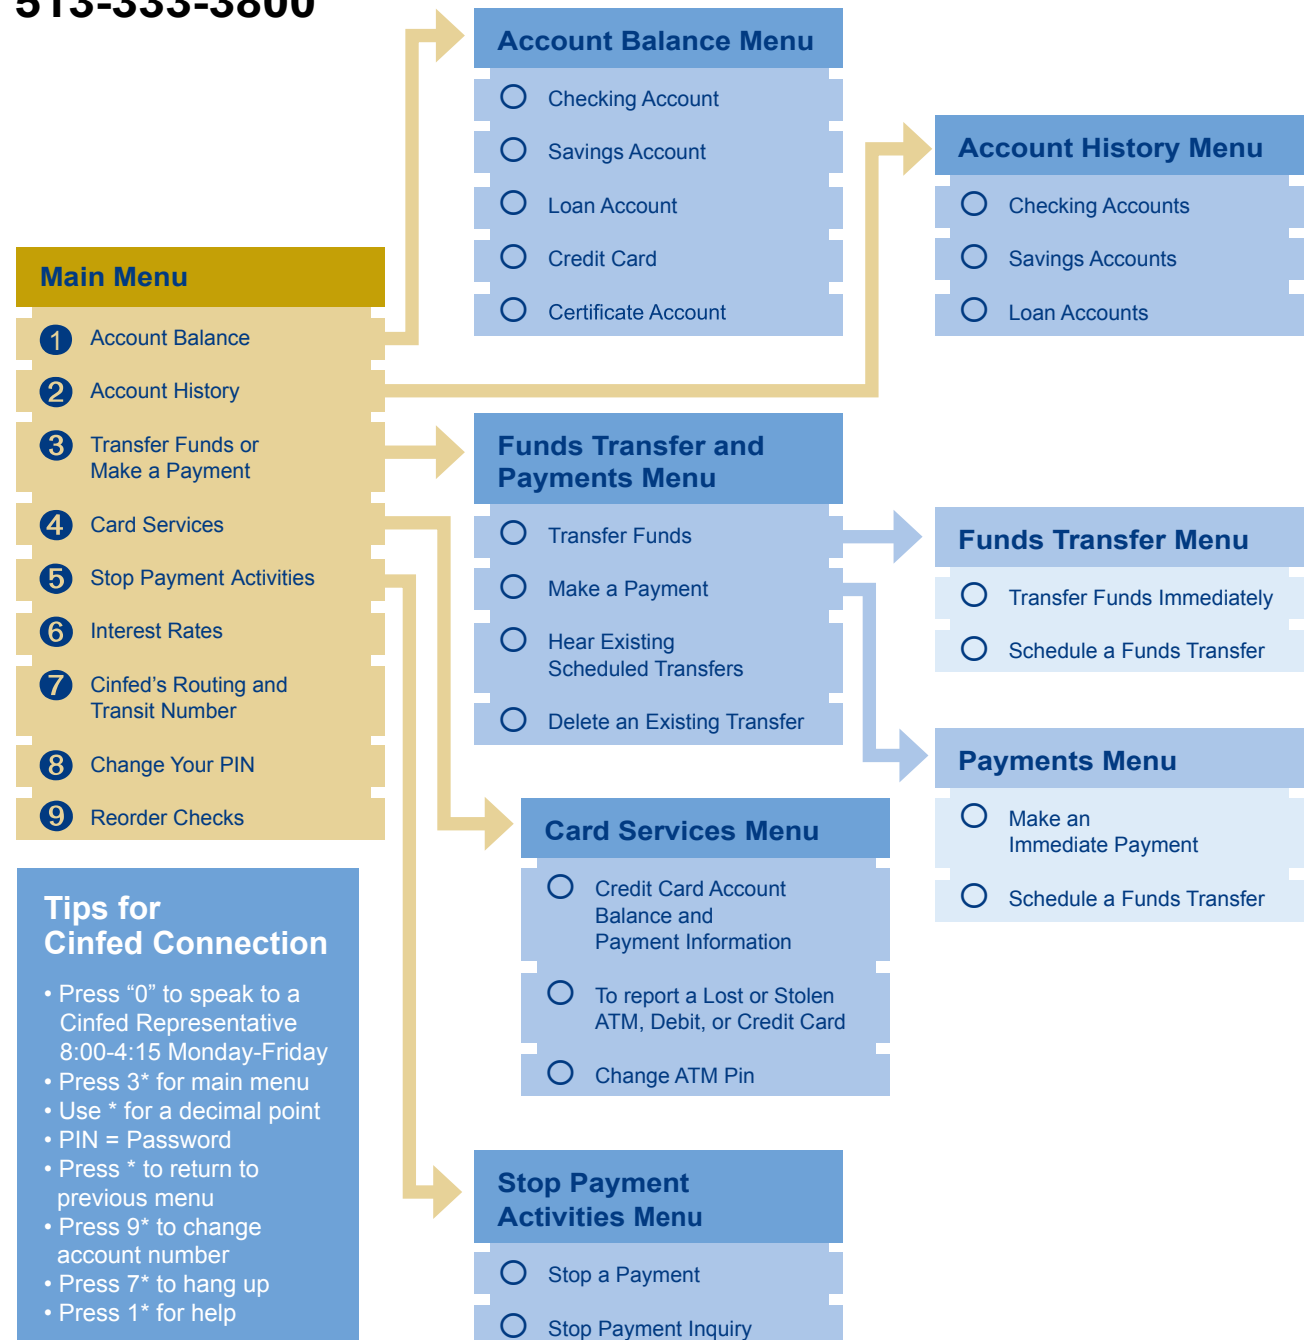 513-333-3800
Account Balance Menu
Checking Account
Savings Account
Loan Account
Credit Card
Certificate Account
Account History Menu
Checking Accounts
Savings Accounts
Loan Accounts
Main Menu
1 Account Balance
2 Account History
3 Transfer Funds or
Make a Payment
4 Card Services
5 Stop Payment Activities
6 Interest Rates
7 Cinfed’s Routing and
Transit Number
8 Change Your PIN
9 Reorder Checks
Funds Transfer and
Payments Menu
Transfer Funds
Make a Payment
Hear Existing
Scheduled Transfers
Delete an Existing Transfer
Funds Transfer Menu
Transfer Funds Immediately
Schedule a Funds Transfer
Payments Menu
Make an
Immediate Payment
Schedule a Funds Transfer
Card Services Menu
Credit Card Account
Balance and
Payment Information
To report a Lost or Stolen
ATM, Debit, or Credit Card
Change ATM Pin
Tips for
Cinfed Connection
• Press “0” to speak to a
Cinfed Representative
8:00-4:15 Monday-Friday
• Press 3* for main menu
• Use * for a decimal point
• PIN = Password
• Press * to return to
previous menu
• Press 9* to change
account number
• Press 7* to hang up
• Press 1* for help
Stop Payment
Activities Menu
Stop a Payment
Stop Payment Inquiry